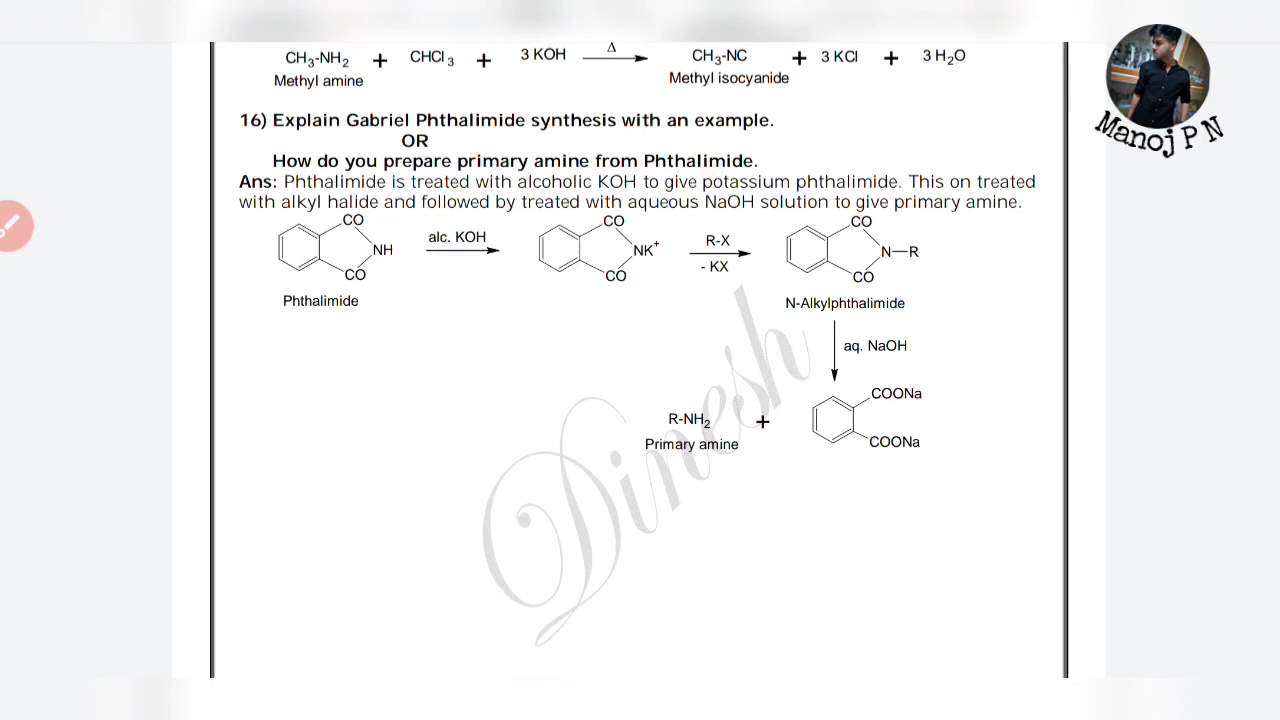 CH₃-NH₂ + CHCl₃ + 3 KOH Δ CH₃-NC + 3 KCl + 3 H₂O
Methyl amine Methyl isocyanide
Manoj P N
16) Explain Gabriel Phthalimide synthesis with an example.
OR
How do you prepare primary amine from Phthalimide.
Ans: Phthalimide is treated with alcoholic KOH to give potassium phthalimide. This on treated
with alkyl halide and followed by treated with aqueous NaOH solution to give primary amine.
CO CO CO
NH alc. KOH NK⁺ R-X N—R
- KX
CO CO CO
Phthalimide N-Alkylphthalimide
aq. NaOH
COONa
R-NH₂ +
Primary amine COONa
Dinesh